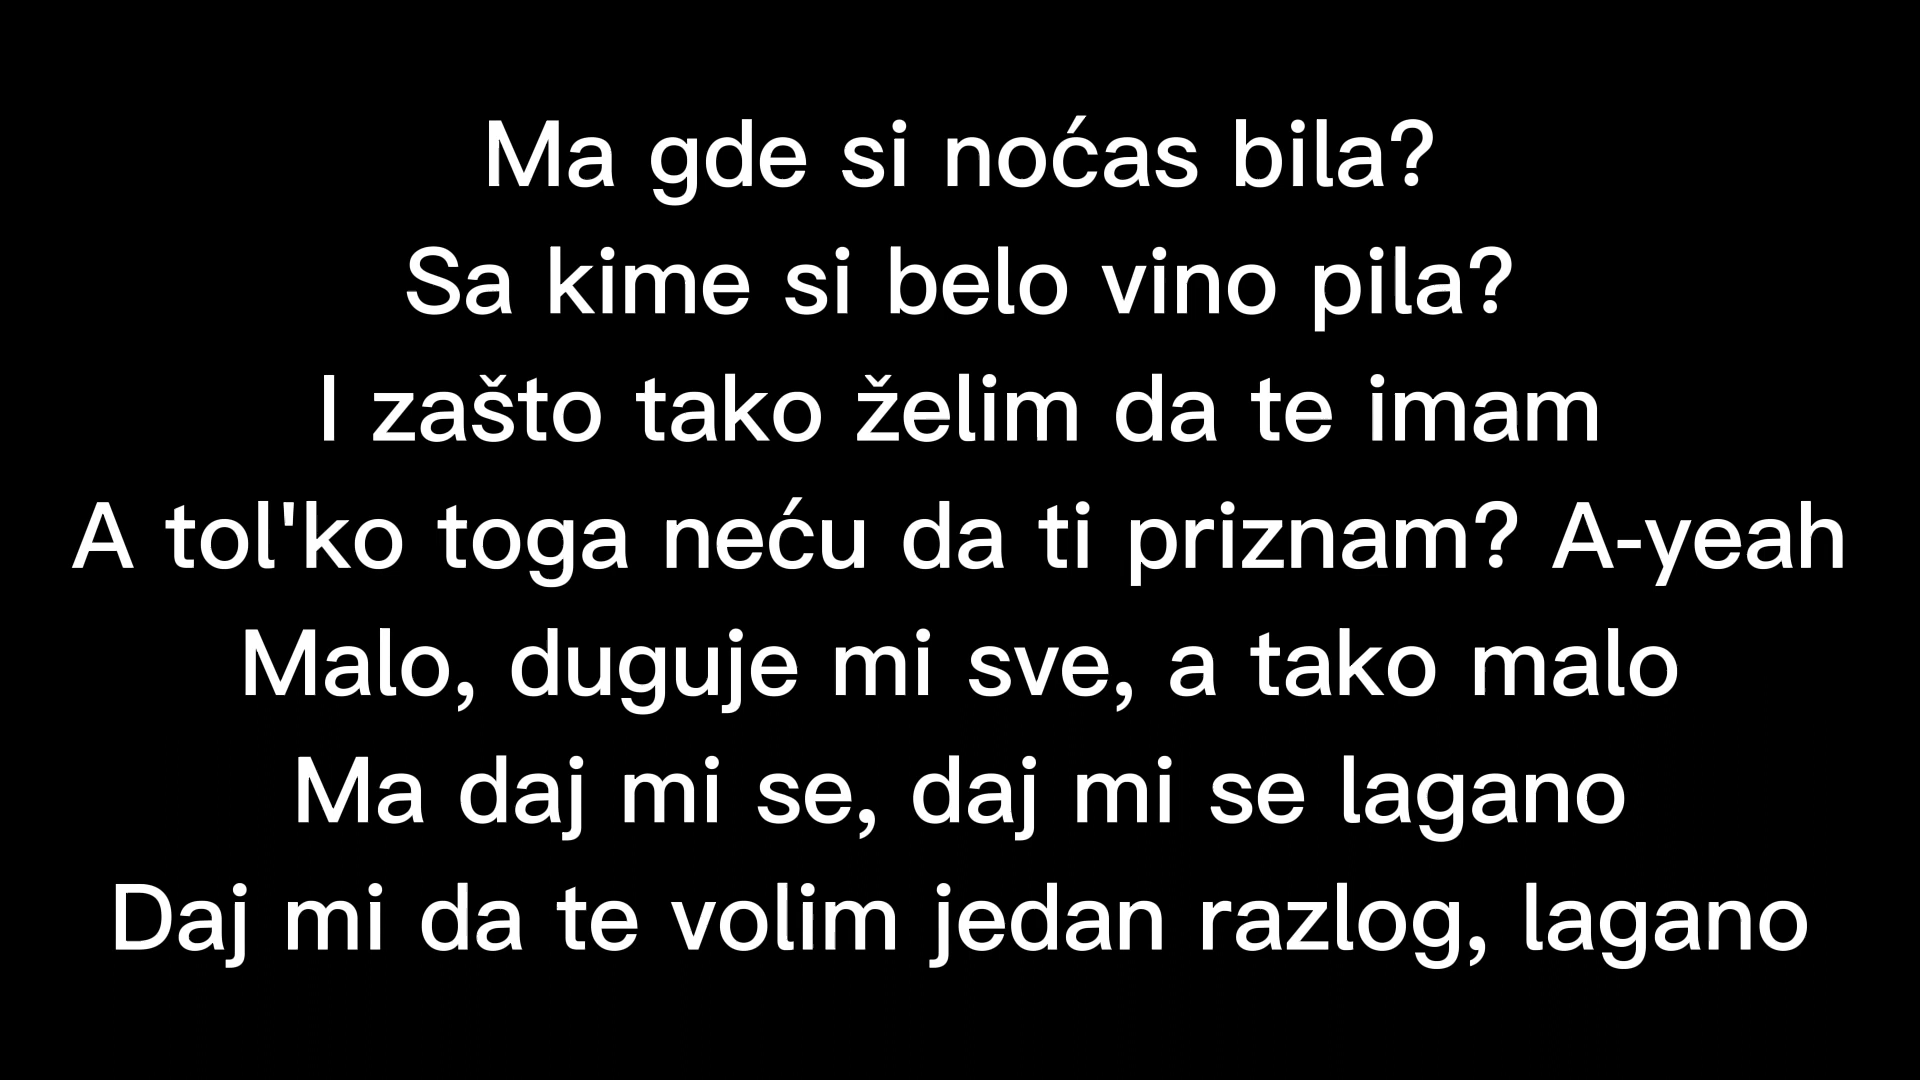 Ma gde si noćas bila?
Sa kime si belo vino pila?
I zašto tako želim da te imam
A tol'ko toga neću da ti priznam? A-yeah
Malo, duguje mi sve, a tako malo
Ma daj mi se, daj mi se lagano
Daj mi da te volim jedan razlog, lagano